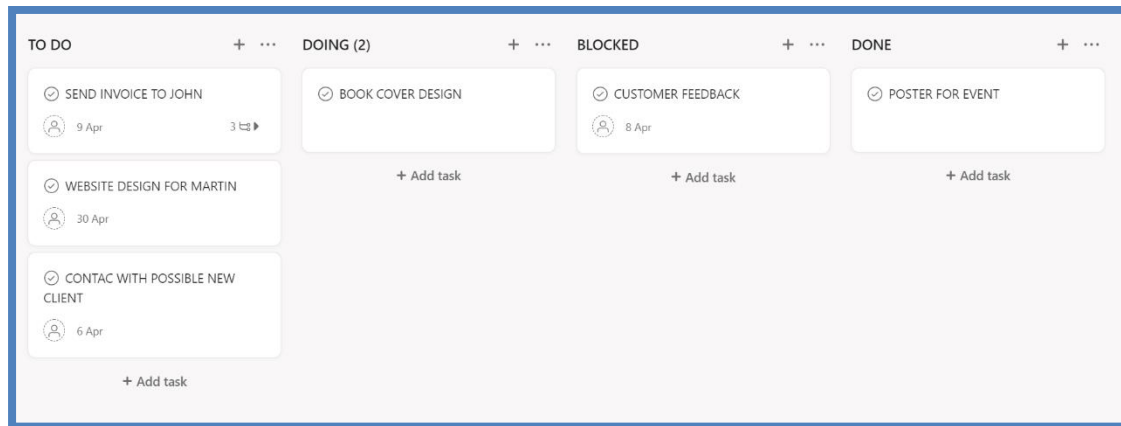 TO DO
SEND INVOICE TO JOHN
9 Apr 3
WEBSITE DESIGN FOR MARTIN
30 Apr
CONTAC WITH POSSIBLE NEW
CLIENT
6 Apr
+ Add task
DOING (2)
BOOK COVER DESIGN
+ Add task
BLOCKED
CUSTOMER FEEDBACK
8 Apr
+ Add task
DONE
POSTER FOR EVENT
+ Add task